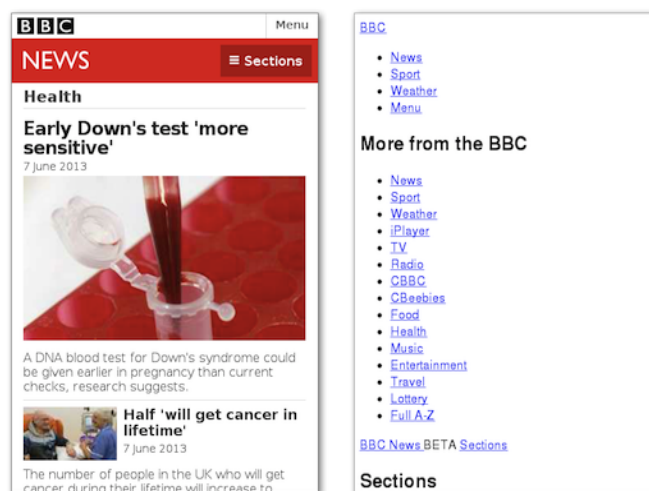 BBC
Menu
NEWS
≡ Sections
Health
Early Down's test 'more
sensitive'
7 June 2013
A DNA blood test for Down's syndrome could
be given earlier in pregnancy than current
checks, research suggests.
Half 'will get cancer in
lifetime'
7 June 2013
The number of people in the UK who will get
cancer during their lifetime will increase to
BBC
News
Sport
Weather
Menu
More from the BBC
News
Sport
Weather
iPlayer
TV
Radio
CBBC
CBeebies
Food
Health
Music
Entertainment
Travel
Lottery
Full A-Z
BBC News BETA Sections
Sections